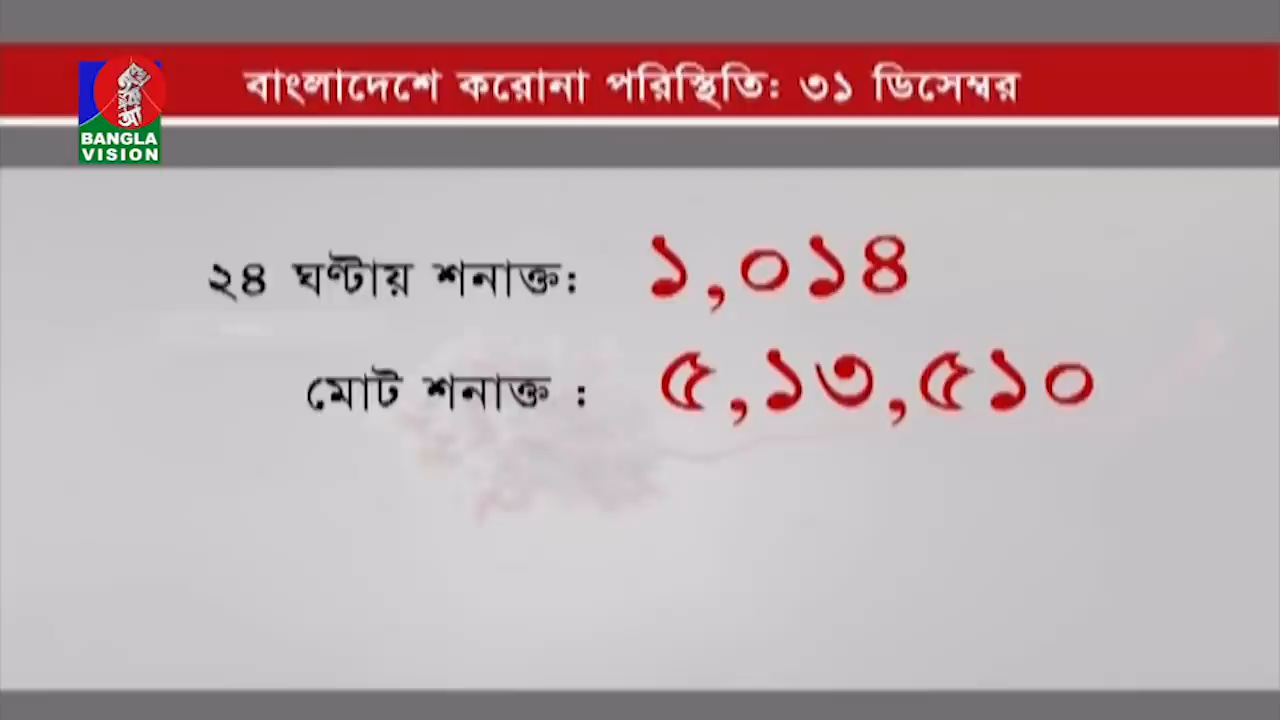 বাংলাদেশে করোনা পরিস্থিতি: ৩১ ডিসেম্বর
BANGLA
VISION
২৪ ঘণ্টায় শনাক্ত: ১,০১৪
মোট শনাক্ত : ৫,১৩,৫১০